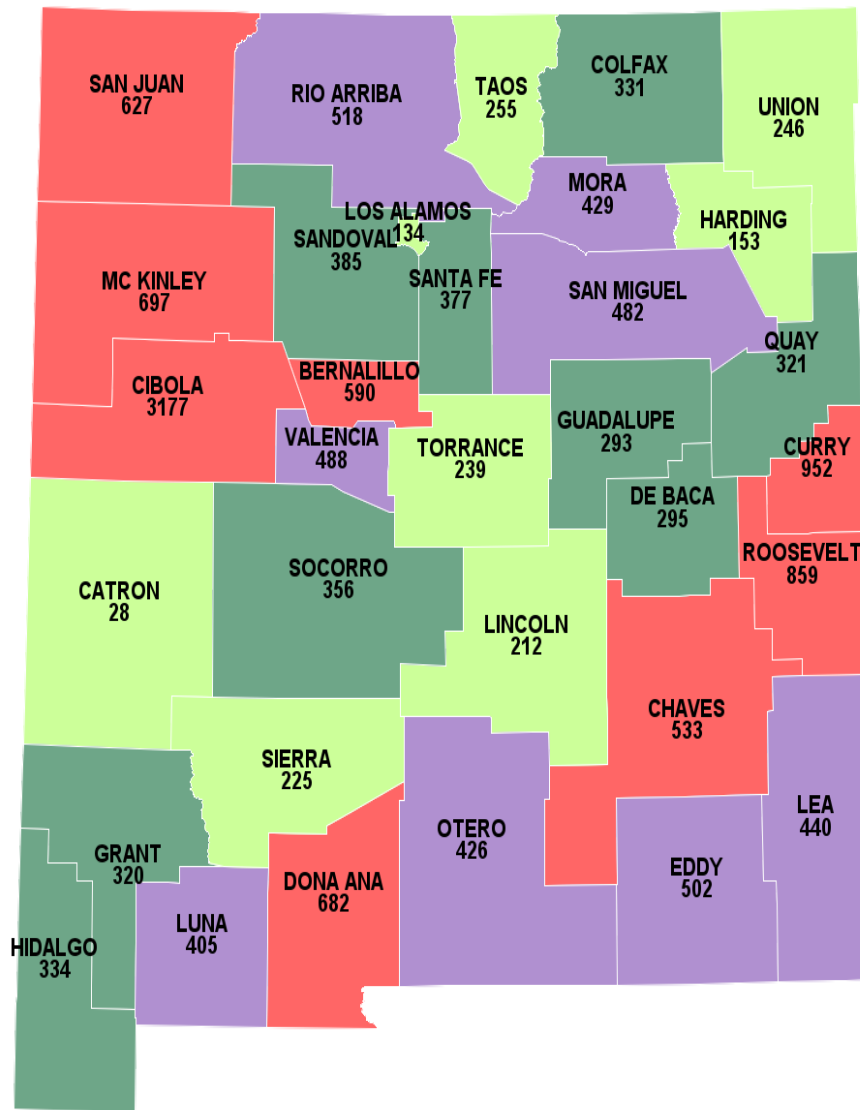 SAN JUAN
627
RIO ARRIBA
518
TAOS
255
COLFAX
331
UNION
246
MORA
429
HARDING
153
LOS ALAMOS
134
SANDOVAL
385
SANTA FE
377
MC KINLEY
697
SAN MIGUEL
482
QUAY
321
CIBOLA
3177
BERNALILLO
590
VALENCIA
488
TORRANCE
239
GUADALUPE
293
CURRY
952
DE BACA
295
ROOSEVELT
859
CATRON
28
SOCORRO
356
LINCOLN
212
CHAVES
533
SIERRA
225
LEA
440
OTERO
426
EDDY
502
GRANT
320
DONA ANA
682
LUNA
405
HIDALGO
334